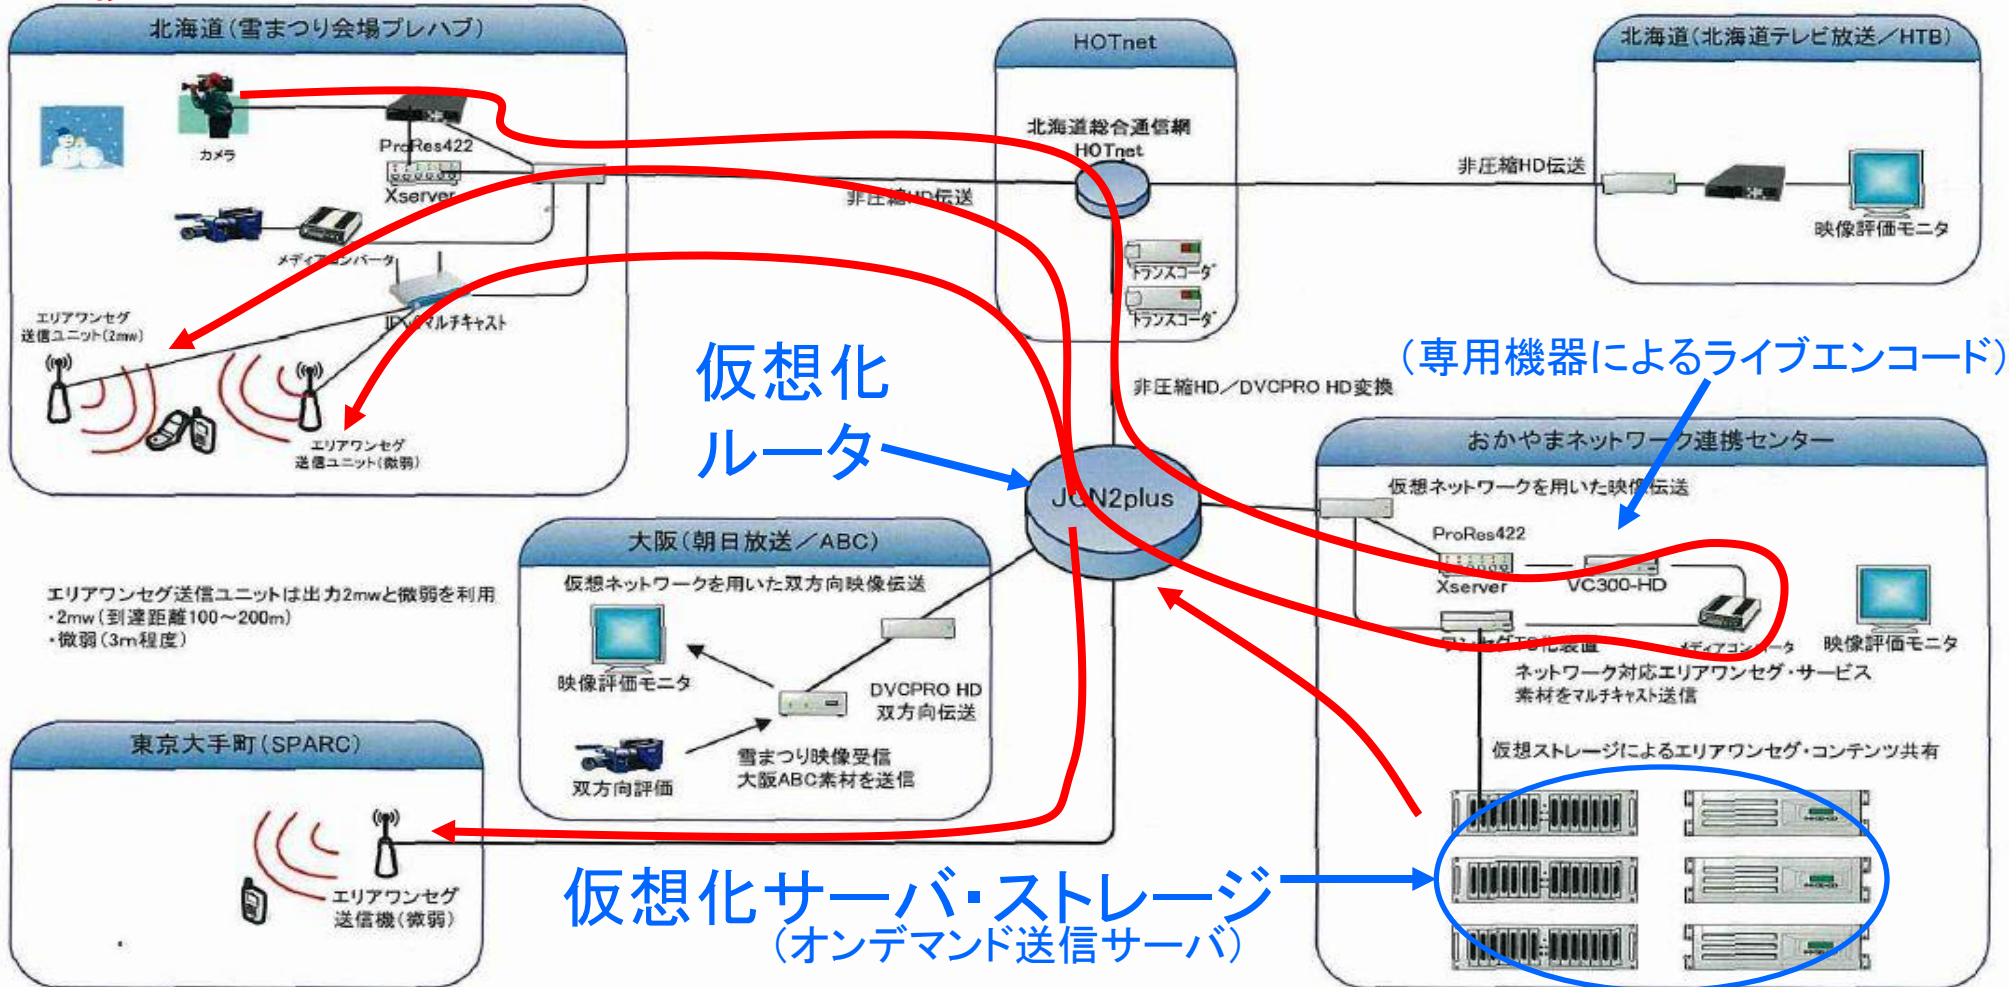 北海道(雪まつり会場プレハブ)
カメラ
ProRes422
Xserver
メディアコンバータ
IPv6マルチキャスト
エリアワンセグ
送信ユニット(2mw)
エリアワンセグ
送信ユニット(微弱)
非圧縮HD伝送
HOTnet
北海道総合通信網
HOTnet
トランスコーダ
トランスコーダ
非圧縮HD伝送
北海道(北海道テレビ放送/HTB)
映像評価モニタ
仮想化
ルータ
非圧縮HD/DVCPRO HD変換
(専用機器によるライブエンコード)
JGN2plus
おかやまネットワーク連携センター
仮想ネットワークを用いた映像伝送
ProRes422
Xserver
VC300-HD
ワンセグTS化装置
メディアコンバータ
映像評価モニタ
ネットワーク対応エリアワンセグ・サービス
素材をマルチキャスト送信
仮想ストレージによるエリアワンセグ・コンテンツ共有
エリアワンセグ送信ユニットは出力2mwと微弱を利用
・2mw(到達距離100~200m)
・微弱(3m程度)
大阪(朝日放送/ABC)
仮想ネットワークを用いた双方向映像伝送
映像評価モニタ
DVCPRO HD
双方向伝送
双方向評価
雪まつり映像受信
大阪ABC素材を送信
東京大手町(SPARC)
エリアワンセグ
送信機(微弱)
仮想化サーバ・ストレージ
(オンデマンド送信サーバ)